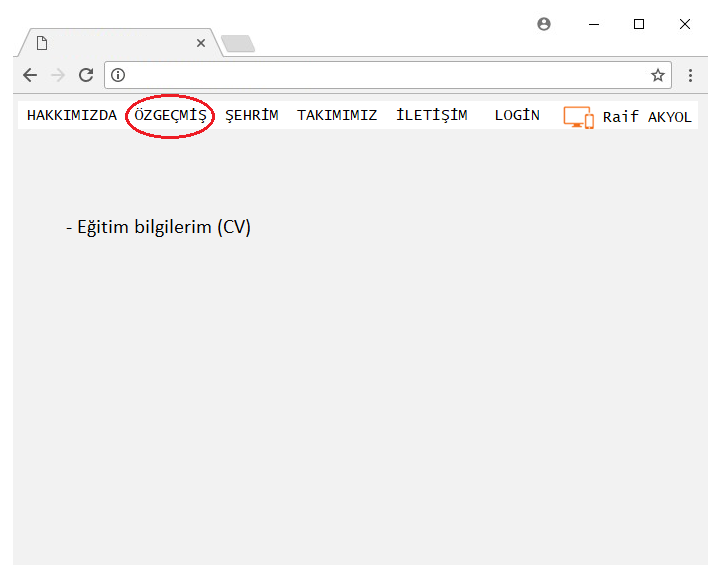 HAKKIMIZDA ÖZGEÇMİŞ ŞEHRİM TAKIMIMIZ İLETİŞİM LOGİN Raif AKYOL
- Eğitim bilgilerim (CV)